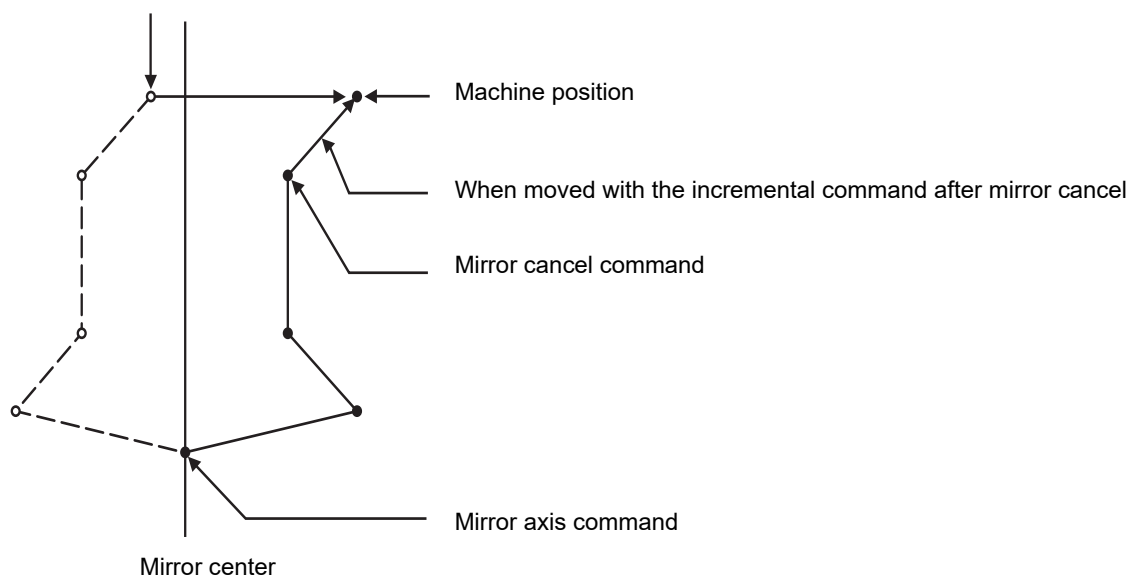 Machine position
When moved with the incremental command after mirror cancel
Mirror cancel command
Mirror axis command
Mirror center